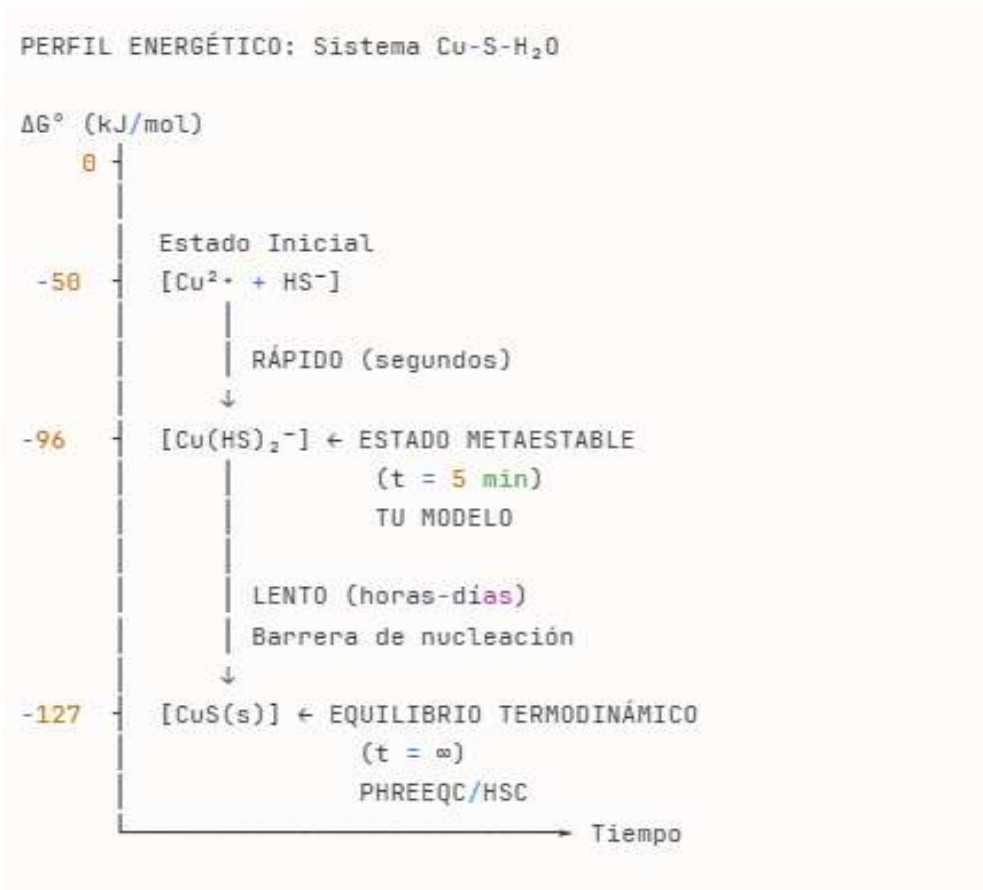 PERFIL ENERGÉTICO: Sistema Cu-S-H₂O
ΔG° (kJ/mol)
0
Estado Inicial
-50 [Cu²⁺ + HS⁻]
RÁPIDO (segundos)
↓
-96 [Cu(HS)₂⁻] ← ESTADO METAESTABLE
(t = 5 min)
TU MODELO
LENTO (horas-días)
Barrera de nucleación
↓
-127 [CuS(s)] ← EQUILIBRIO TERMODINÁMICO
(t = ∞)
PHREEQC/HSC
Tiempo